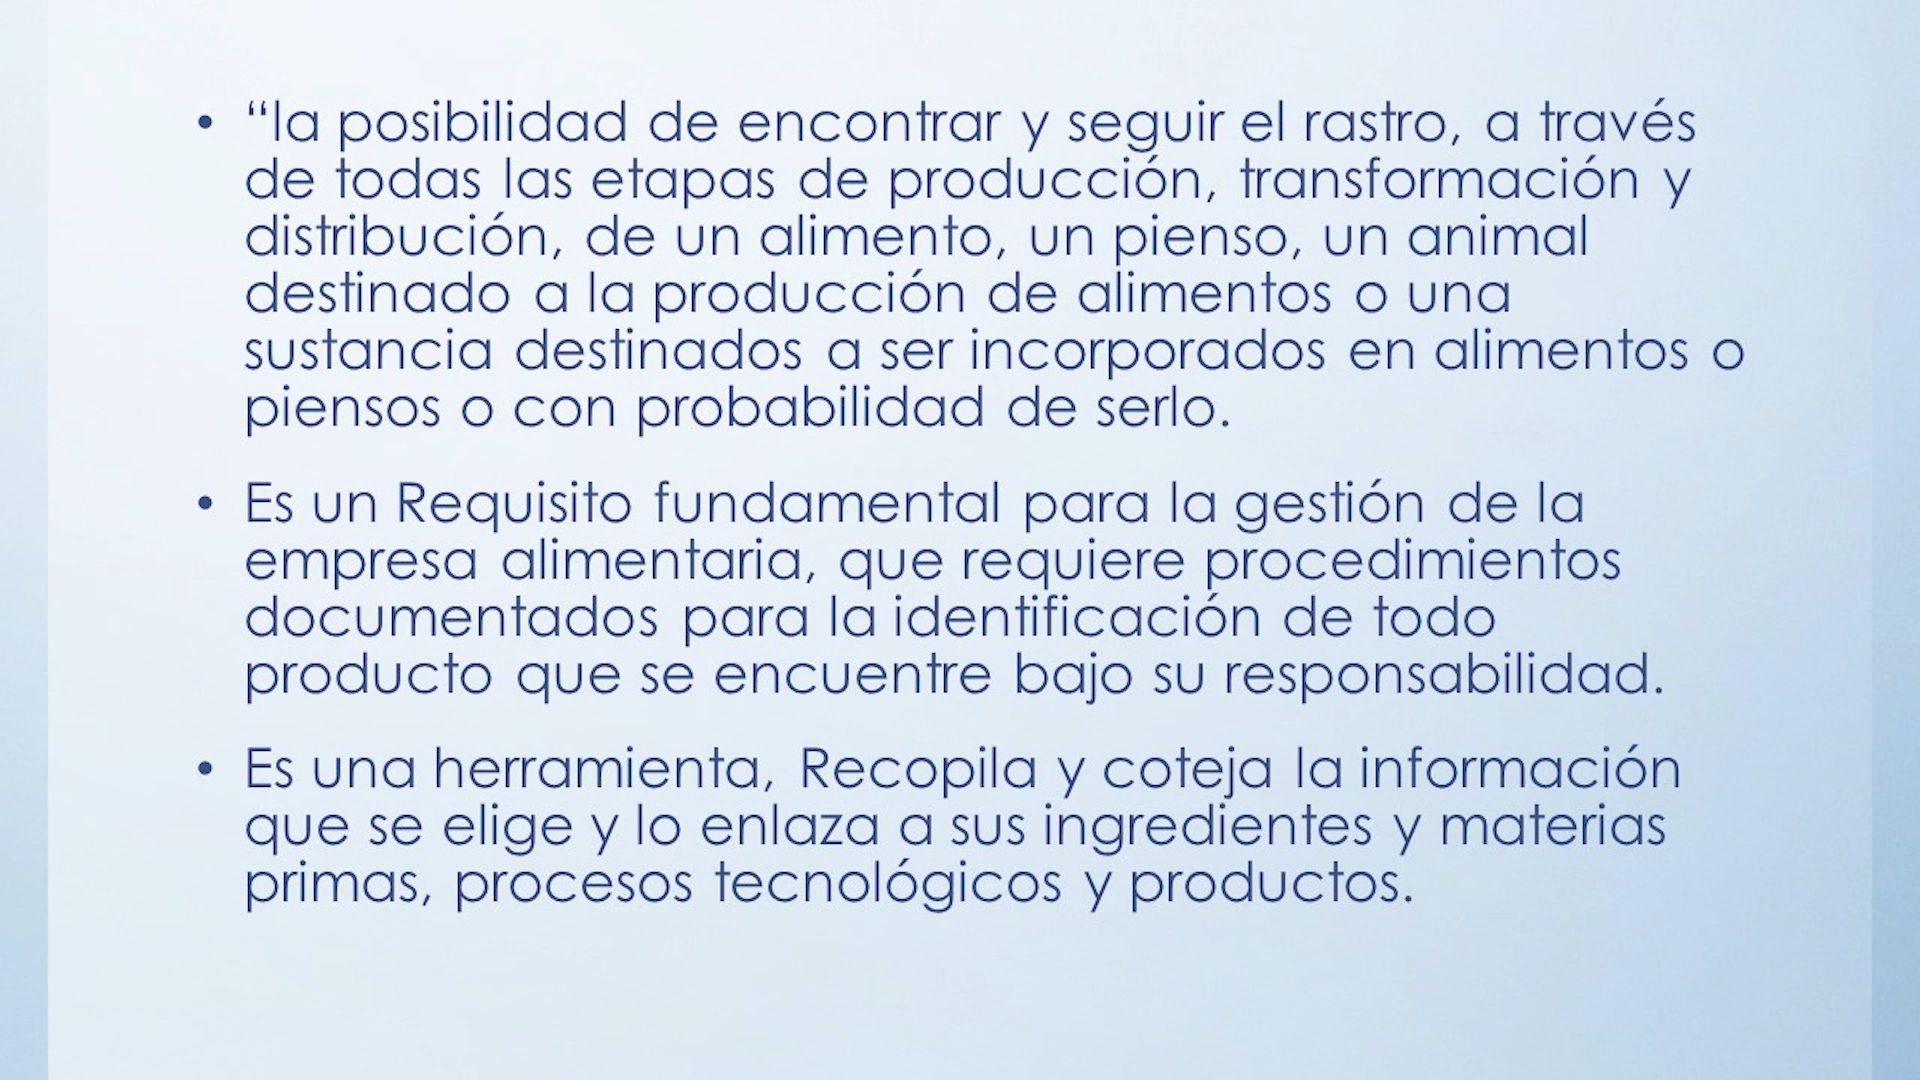 • “la posibilidad de encontrar y seguir el rastro, a través
de todas las etapas de producción, transformación y
distribución, de un alimento, un pienso, un animal
destinado a la producción de alimentos o una
sustancia destinados a ser incorporados en alimentos o
piensos o con probabilidad de serlo.
• Es un Requisito fundamental para la gestión de la
empresa alimentaria, que requiere procedimientos
documentados para la identificación de todo
producto que se encuentre bajo su responsabilidad.
• Es una herramienta, Recopila y coteja la información
que se elige y lo enlaza a sus ingredientes y materias
primas, procesos tecnológicos y productos.